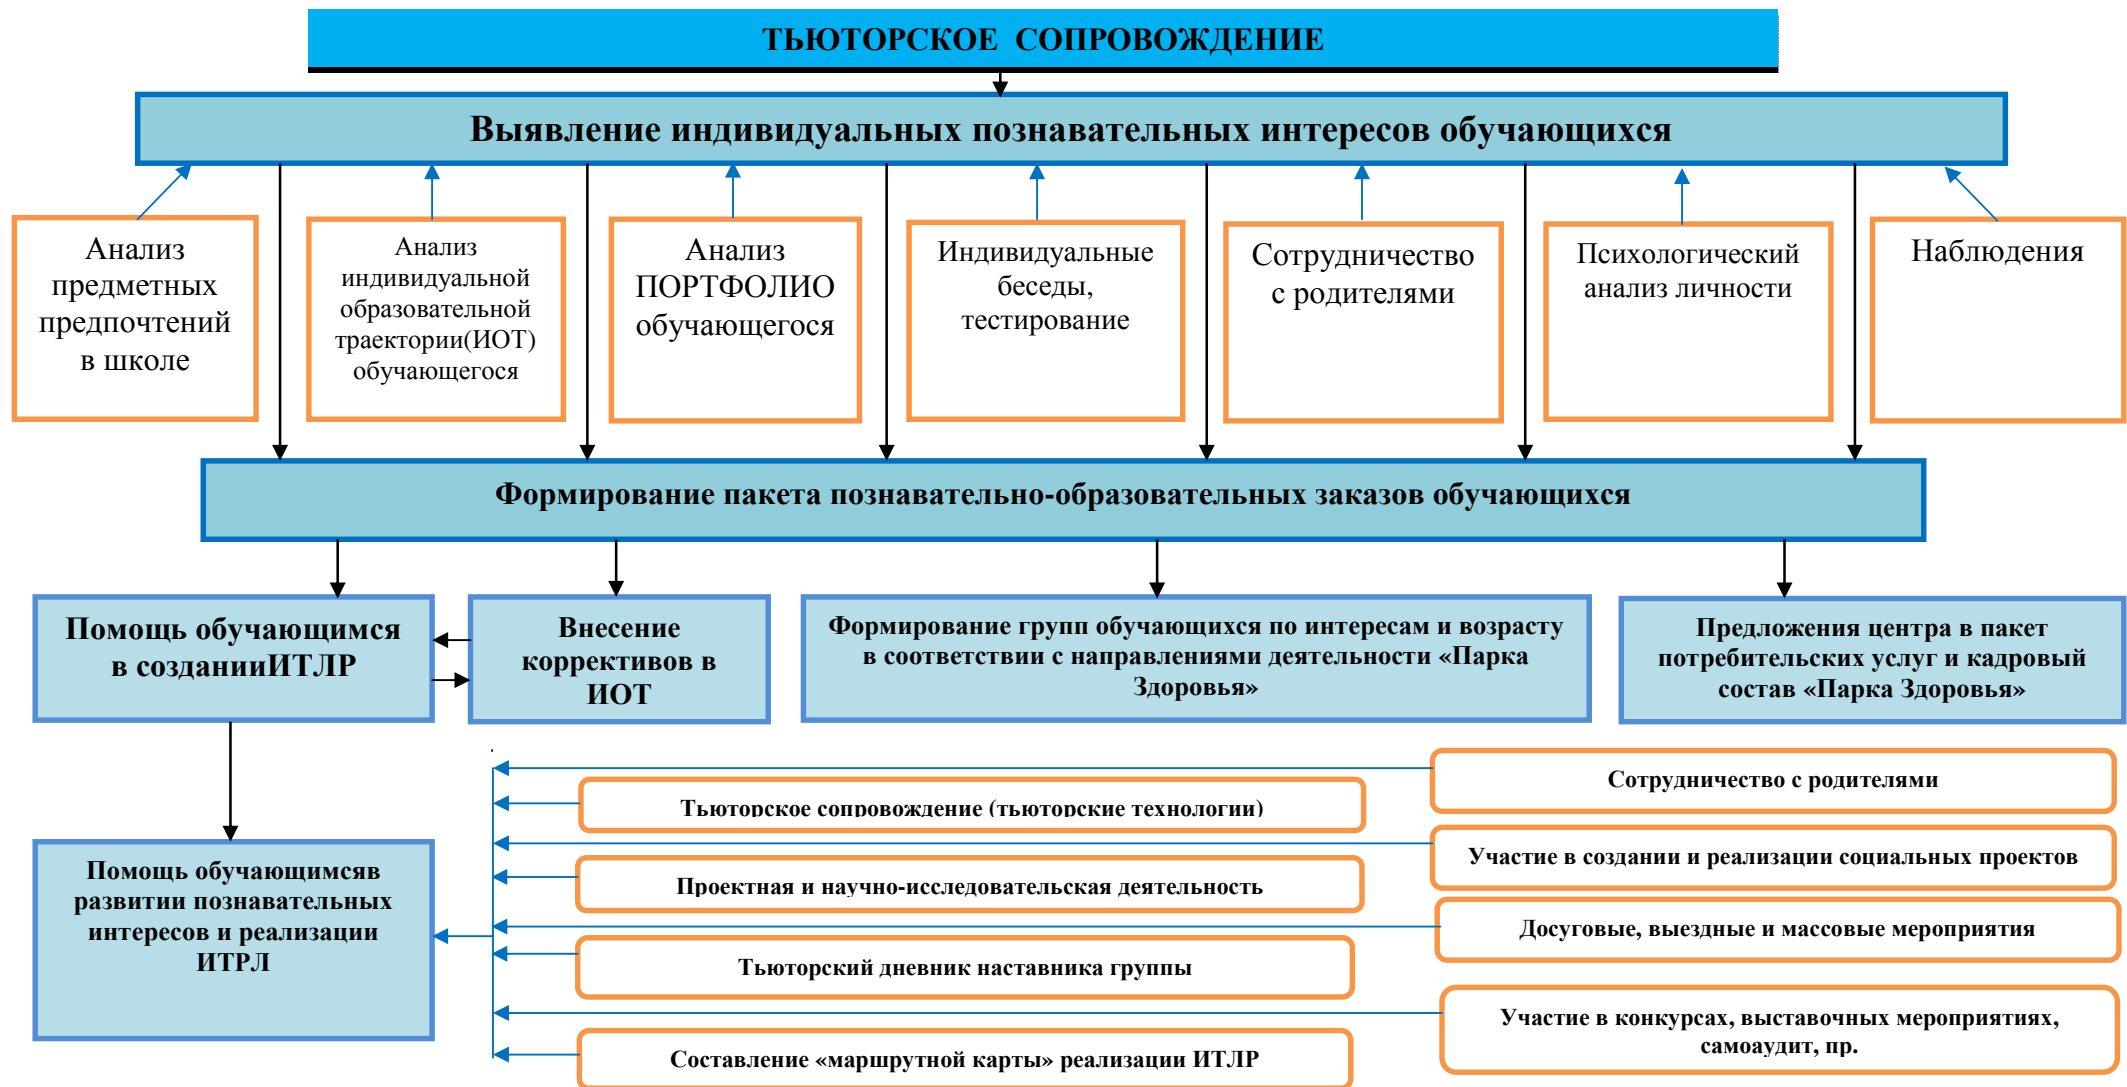 ТЬЮТОРСКОЕ СОПРОВОЖДЕНИЕ
Выявление индивидуальных познавательных интересов обучающихся
Анализ
предметных
предпочтений
в школе
Анализ
индивидуальной
образовательной
траектории(ИОТ)
обучающегося
Анализ
ПОРТФОЛИО
обучающегося
Индивидуальные
беседы,
тестирование
Сотрудничество
с родителями
Психологический
анализ личности
Наблюдения
Формирование пакета познавательно-образовательных заказов обучающихся
Помощь обучающимся
в созданииИТЛР
Внесение
коррективов в
ИОТ
Формирование групп обучающихся по интересам и возрасту
в соответствии с направлениями деятельности «Парка
Здоровья»
Предложения центра в пакет
потребительских услуг и кадровый
состав «Парка Здоровья»
Сотрудничество с родителями
Тьюторское сопровождение (тьюторские технологии)
Участие в создании и реализации социальных проектов
Помощь обучающимсяв
развитии познавательных
интересов и реализации
ИТРЛ
Проектная и научно-исследовательская деятельность
Досуговые, выездные и массовые мероприятия
Тьюторский дневник наставника группы
Участие в конкурсах, выставочных мероприятиях,
самоаудит, пр.
Составление «маршрутной карты» реализации ИТЛР